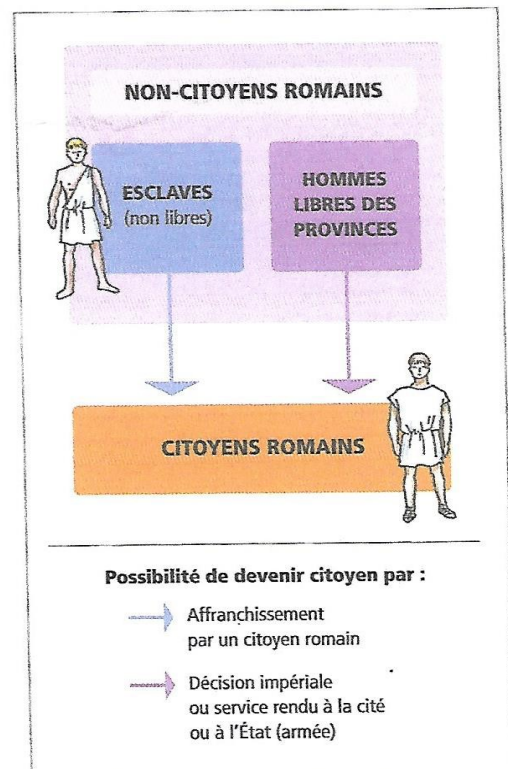 NON-CITOYENS ROMAINS
ESCLAVES
(non libres)
HOMMES
LIBRES DES
PROVINCES
CITOYENS ROMAINS
Possibilité de devenir citoyen par :
Affranchissement
par un citoyen romain
Décision impériale
ou service rendu à la cité
ou à l'État (armée)